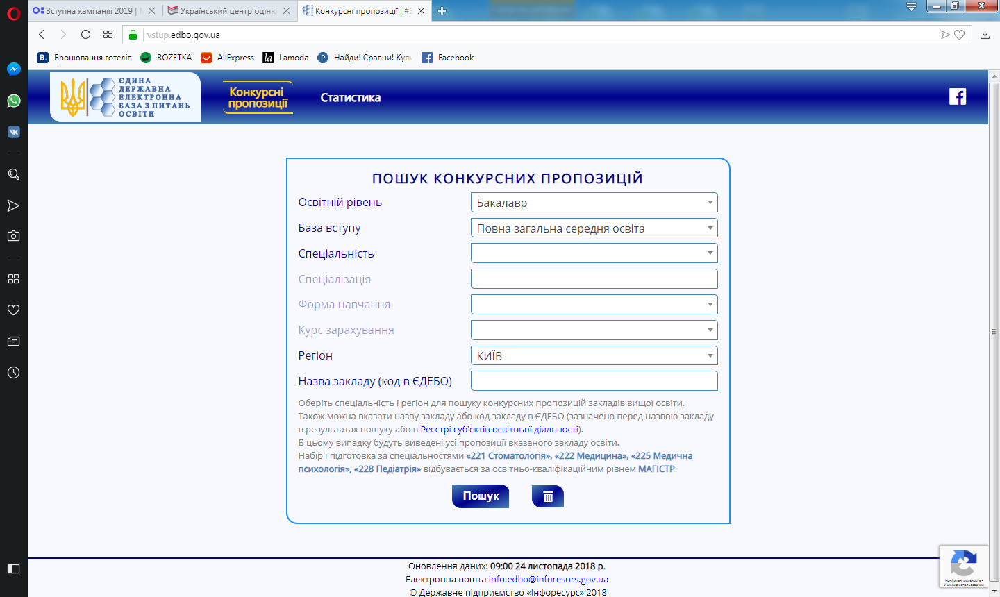 Вступна кампанія 2019 |
Український центр оціню
Конкурсні пропозиції | #
vstup.edbo.gov.ua
B.
Бронювання готелів
ROZETKA
AliExpress
la
Lamoda
P
Найди! Сравни! Купи
Facebook
ЄДИНА
ДЕРЖАВНА
ЕЛЕКТРОННА
БАЗА З ПИТАНЬ
ОСВІТИ
Конкурсні
пропозиції
Статистика
ПОШУК КОНКУРСНИХ ПРОПОЗИЦІЙ
Освітній рівень
Бакалавр
База вступу
Повна загальна середня освіта
Спеціальність
Спеціалізація
Форма навчання
Курс зарахування
Регіон
КИЇВ
Назва закладу (код в ЄДЕБО)
Оберіть спеціальність і регіон для пошуку конкурсних пропозицій закладів вищої освіти.
Також можна вказати назву закладу або код закладу в ЄДЕБО (зазначено перед назвою закладу
в результатах пошуку або в Реєстрі суб'єктів освітньої діяльності).
В цьому випадку будуть виведені усі пропозиції вказаного закладу освіти.
Набір і підготовка за спеціальностями «221 Стоматологія», «222 Медицина», «225 Медична
психологія», «228 Педіатрія» відбувається за освітньо-кваліфікаційним рівнем МАГІСТР.
Пошук
Оновлення даних: 09:00 24 листопада 2018 р.
Електронна пошта info.edbo@inforesurs.gov.ua
© Державне підприємство «Інфоресурс» 2018
Конфиденциальность -
Условия использования